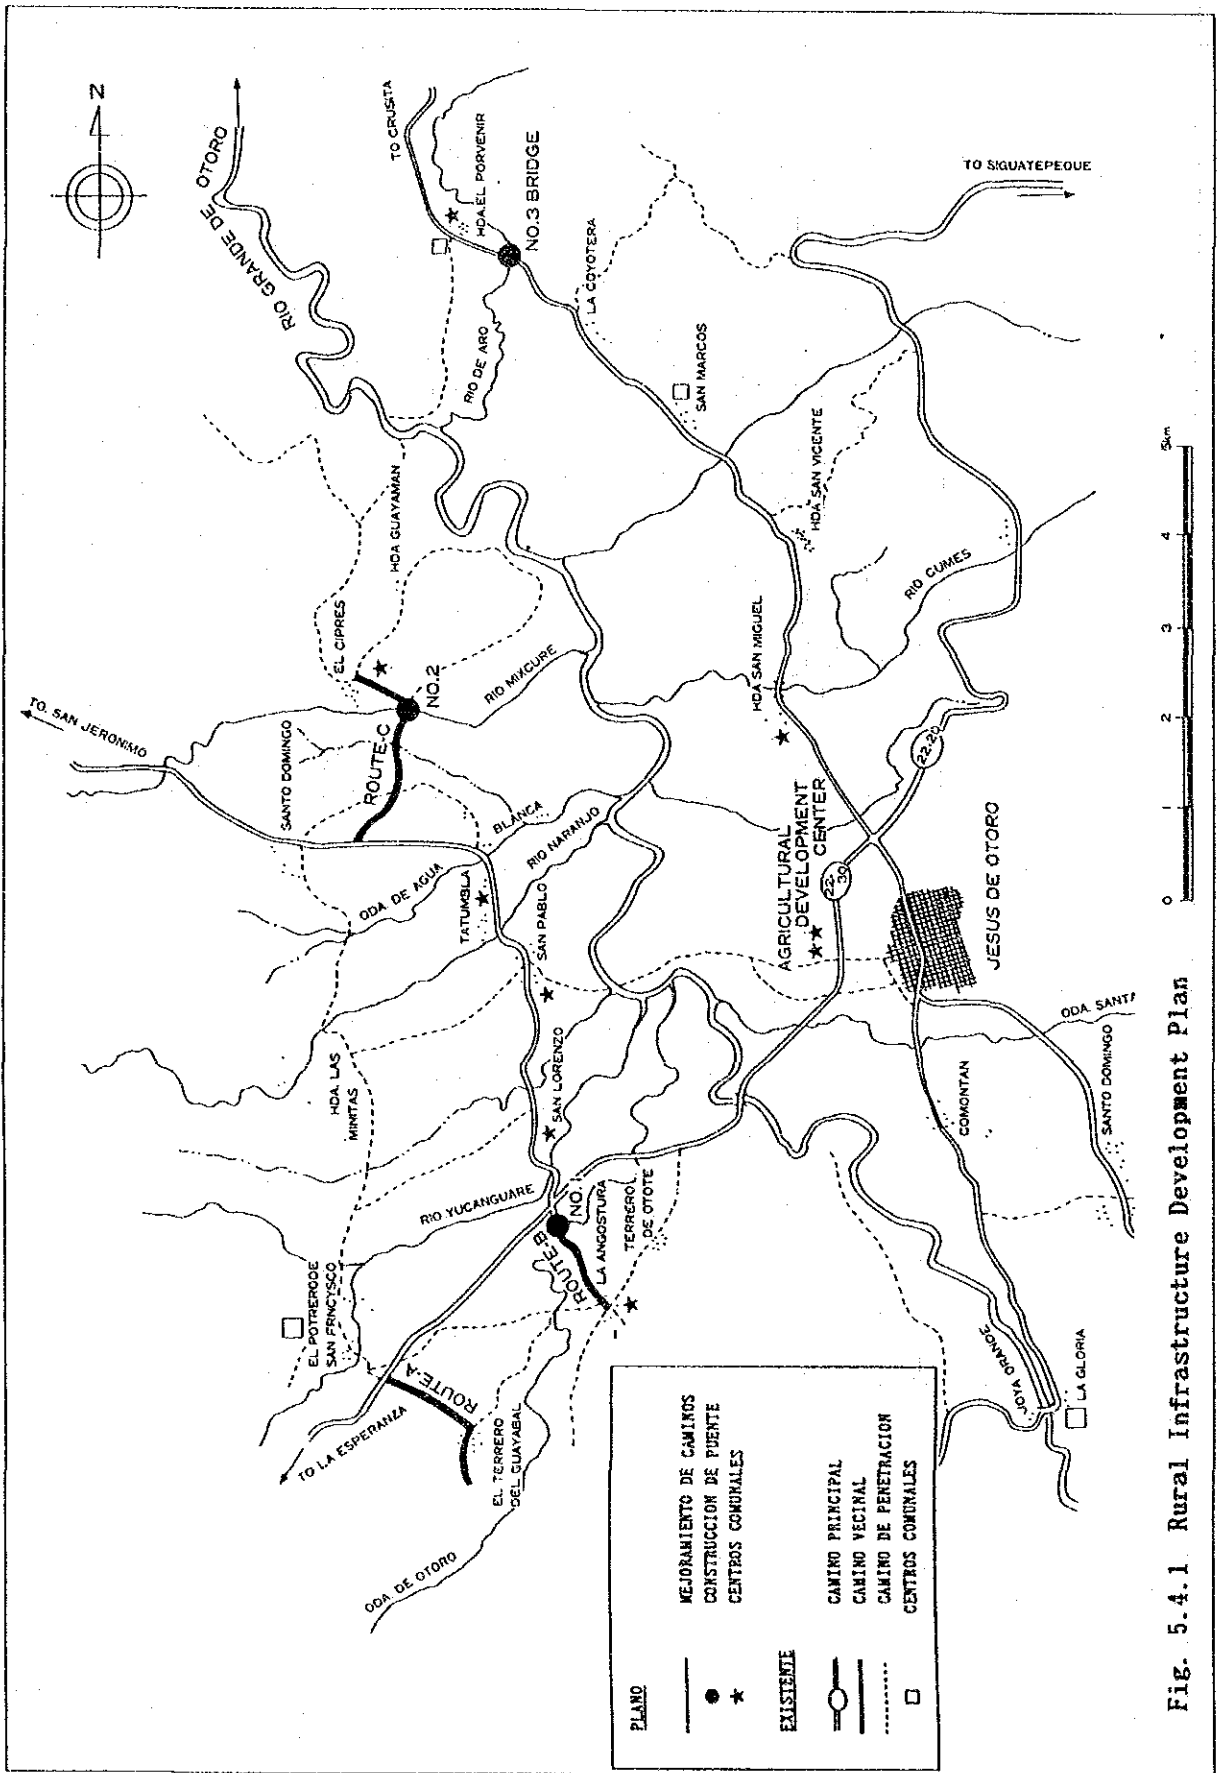 N
OTORO
RIO GRANDE DE
TO CRUSITA
HDA.EL PORVENIR
NO.3 BRIDGE
RIO DE ARO
LA COYOTERA
TO SIGUATEPEQUE
SAN MARCOS
HDA SAN VICENTE
HDA GUAYAMAN
EL CIPRES
NO.2
RIO MIXCURE
HDA SAN MIGUEL
RIO GUMES
TO. SAN JERONIMO
SANTO DOMINGO
ROUTE-C
BLANCA
ODA DE AGUA
RIO NARANJO
TATUMBLA
SAN PABLO
22.20
22.
30
AGRICULTURAL
DEVELOPMENT
CENTER
JESUS DE OTORO
HDA. LAS
MINITAS
SAN LORENZO
RIO YUCANGUARE
NO.1
ROUTE-B
LA ANGOSTURA
TERRERO
DE OTOTE
COMONTAN
ODA. SANTA
SANTO DOMINGO
EL POTRERODE
SAN FRNCYSCO
ROUTE-A
TO LA ESPERANZA
EL TERRERO
DEL GUAYABAL
ODA DE OTORO
JOYA GRANDE
LA GLORIA
PLANO
MEJORAMIENTO DE CAMINOS
CONSTRUCCION DE PUENTE
CENTROS COMUNALES
EXISTENTE
CAMINO PRINCIPAL
CAMINO VECINAL
CAMINO DE PENETRACION
CENTROS COMUNALES
0 1 2 3 4 5km
Fig. 5.4.1 Rural Infrastructure Development Plan